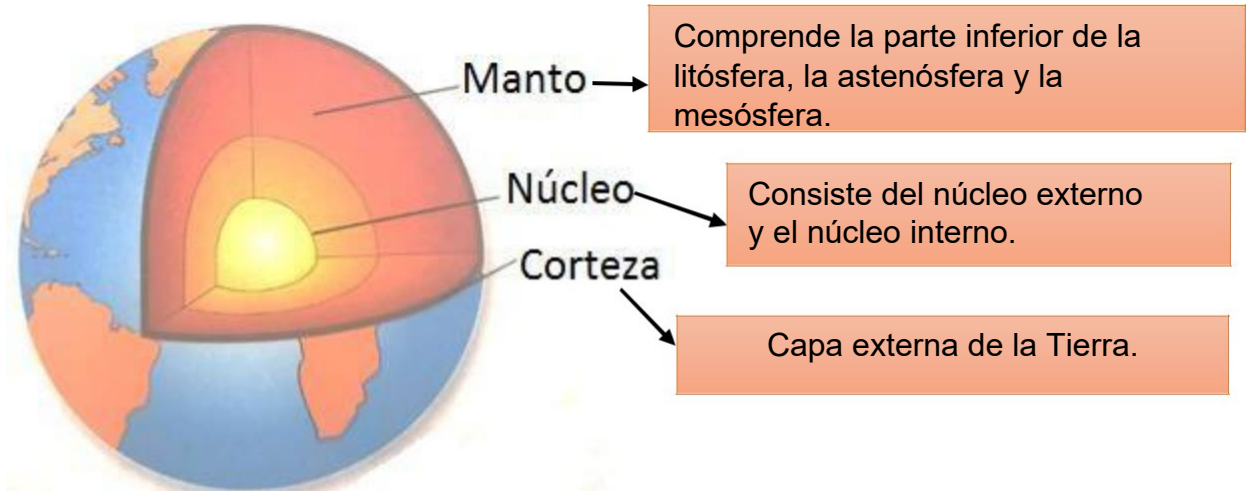 Manto
Comprende la parte inferior de la
litósfera, la astenósfera y la
mesósfera.
Núcleo
Consiste del núcleo externo
y el núcleo interno.
Corteza
Capa externa de la Tierra.